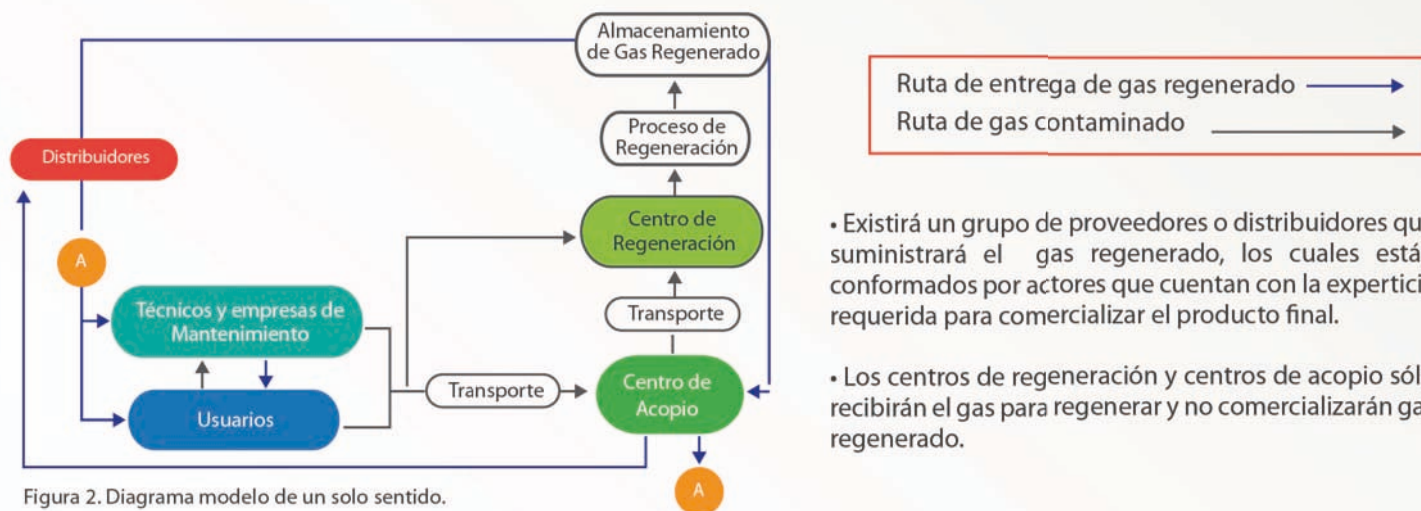 Almacenamiento
de Gas Regenerado
Proceso de
Regeneración
Distribuidores
Centro de
Regeneración
A
Técnicos y empresas de
Mantenimiento
Transporte
Transporte
Centro de
Acopio
Usuarios
A
Figura 2. Diagrama modelo de un solo sentido.
Ruta de entrega de gas regenerado
Ruta de gas contaminado
• Existirá un grupo de proveedores o distribuidores qu
suministrará el gas regenerado, los cuales está
conformados por actores que cuentan con la expertici
requerida para comercializar el producto final.
• Los centros de regeneración y centros de acopio sól
recibirán el gas para regenerar y no comercializarán ga
regenerado.